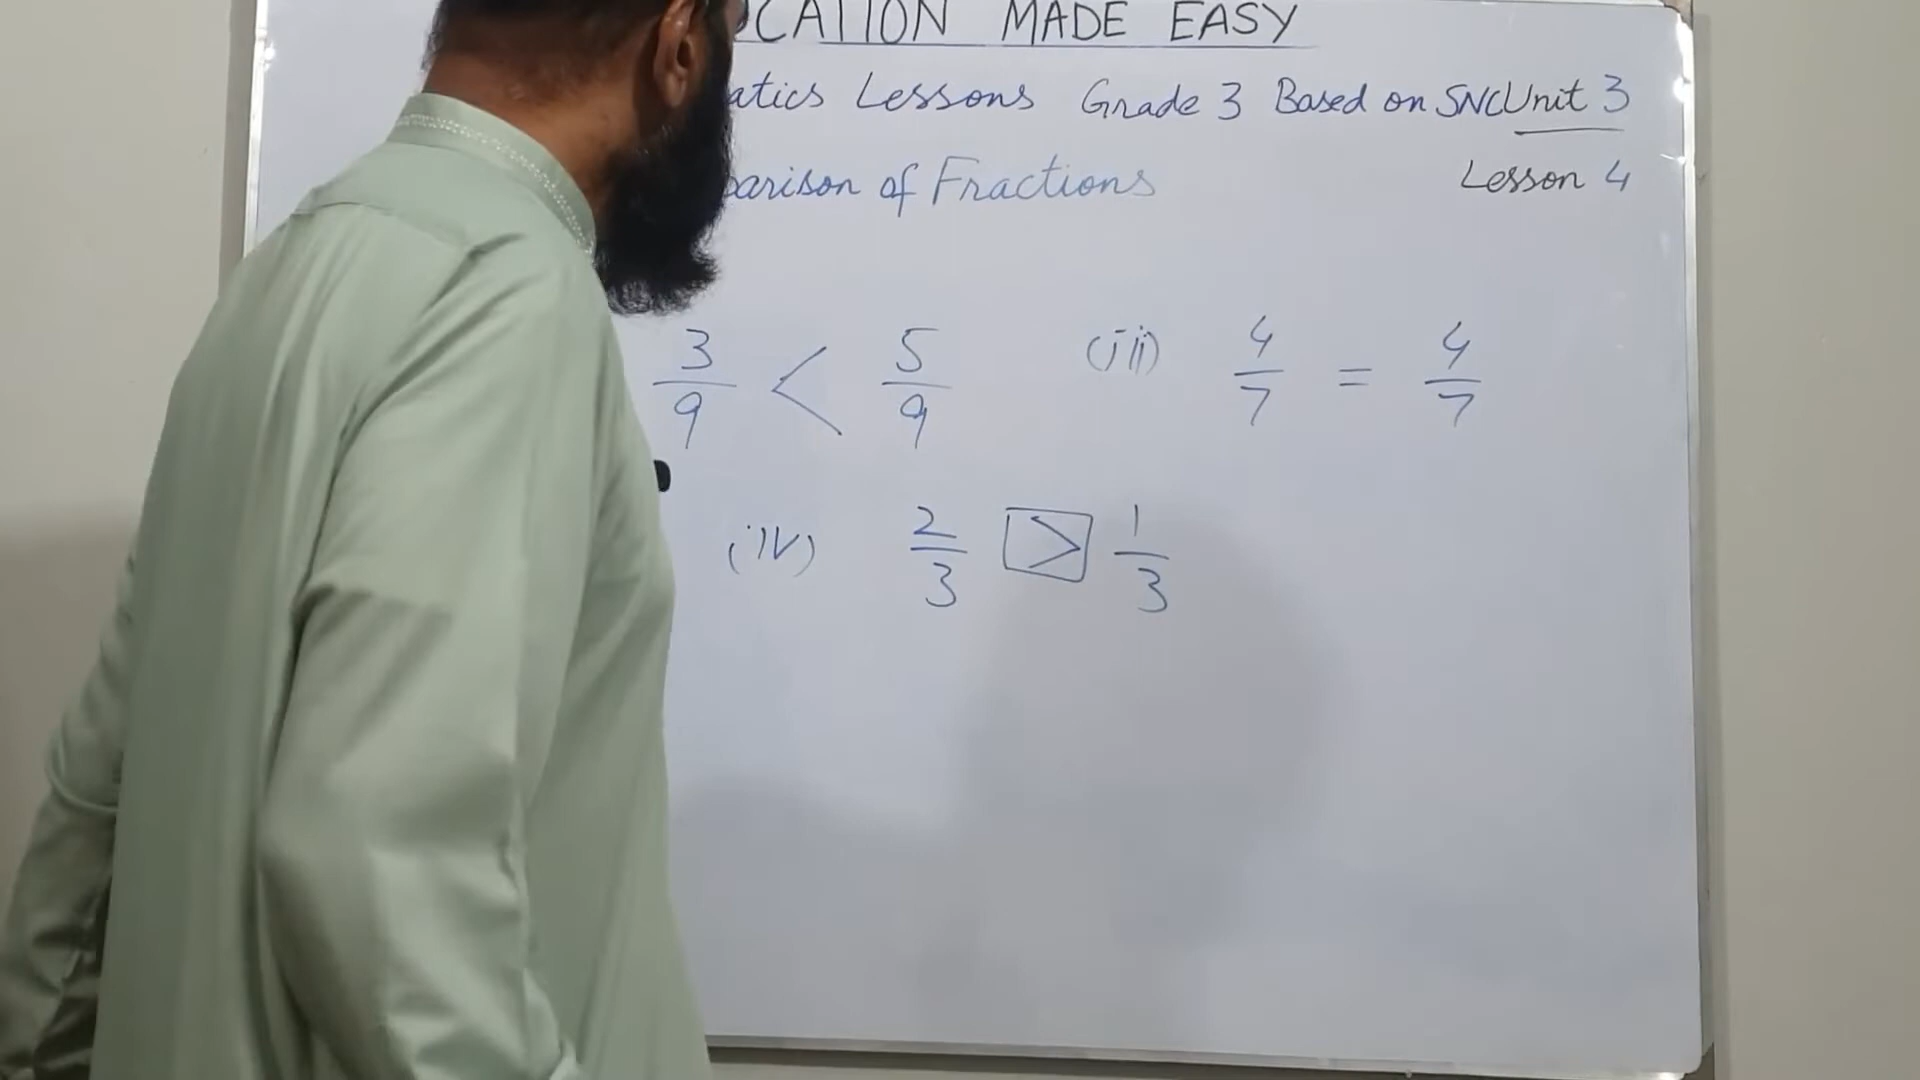 CATION MADE EASY
atics Lessons Grade 3 Based on SNC Unit 3
parison of Fractions Lesson 4
3/9 < 5/9 (iii) 4/7 = 4/7
(iv) 2/3 > 1/3